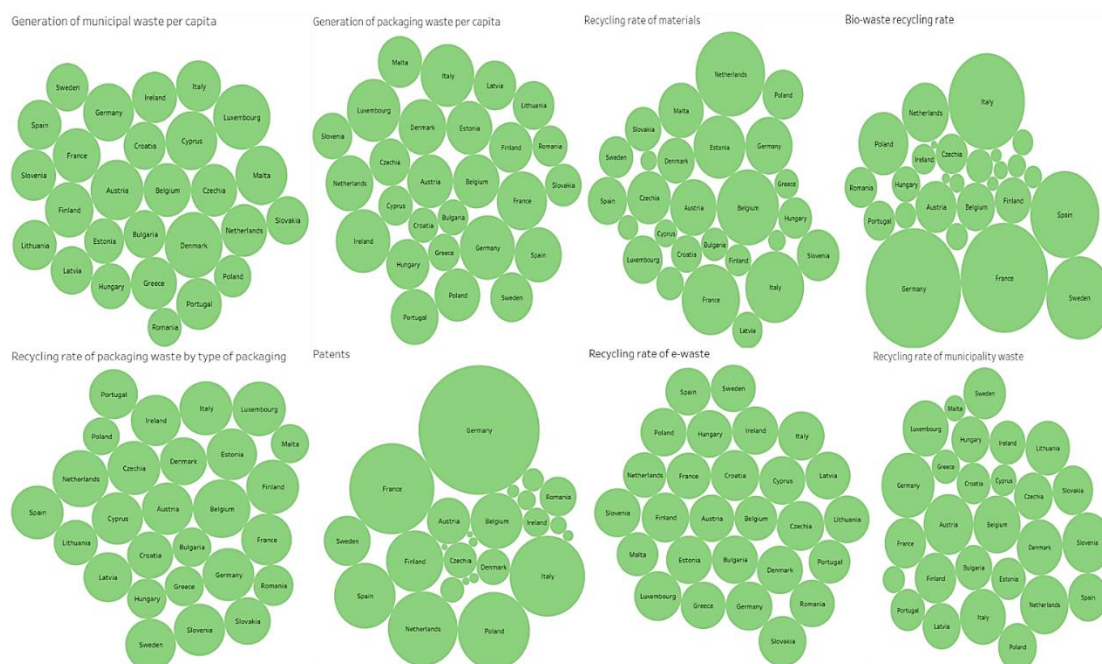 Generation of municipal waste per capita
Sweden
Italy
Ireland
Germany
Luxembourg
Spain
Croatia
Cyprus
France
Slovenia
Malta
Austria
Belgium
Czechia
Finland
Slovakia
Netherlands
Estonia
Bulgaria
Denmark
Lithuania
Latvia
Hungary
Greece
Poland
Portugal
Romania
Generation of packaging waste per capita
Malta
Italy
Latvia
Lithuania
Luxembourg
Denmark
Estonia
Slovenia
Finland
Romania
Czechia
Netherlands
Austria
Belgium
Slovakia
France
Cyprus
Bulgaria
Croatia
Ireland
Germany
Greece
Spain
Hungary
Poland
Sweden
Portugal
Recycling rate of materials
Netherlands
Poland
Malta
Slovakia
Estonia
Germany
Sweden
Denmark
Greece
Spain
Czechia
Austria
Belgium
Hungary
Cyprus
Bulgaria
Croatia
Slovenia
Luxembourg
Finland
Italy
France
Latvia
Bio-waste recycling rate
Italy
Netherlands
Poland
Czechia
Ireland
Romania
Hungary
Austria
Belgium
Finland
Spain
Portugal
Germany
France
Sweden
Recycling rate of packaging waste by type of packaging
Portugal
Italy
Luxembourg
Ireland
Poland
Malta
Estonia
Denmark
Czechia
Netherlands
Finland
Austria
Belgium
Spain
Cyprus
France
Lithuania
Bulgaria
Croatia
Germany
Latvia
Greece
Romania
Hungary
Slovakia
Slovenia
Sweden
Patents
Germany
France
Romania
Austria
Belgium
Ireland
Sweden
Czechia
Finland
Denmark
Italy
Spain
Netherlands
Poland
Recycling rate of e-waste
Spain
Sweden
Poland
Hungary
Ireland
Italy
Netherlands
France
Croatia
Cyprus
Latvia
Slovenia
Finland
Austria
Belgium
Czechia
Lithuania
Malta
Estonia
Bulgaria
Denmark
Portugal
Luxembourg
Greece
Germany
Romania
Slovakia
Recycling rate of municipality waste
Sweden
Malta
Luxembourg
Hungary
Ireland
Lithuania
Greece
Germany
Croatia
Cyprus
Czechia
Slovakia
Austria
Belgium
France
Denmark
Slovenia
Bulgaria
Finland
Estonia
Netherlands
Spain
Portugal
Latvia
Italy
Poland